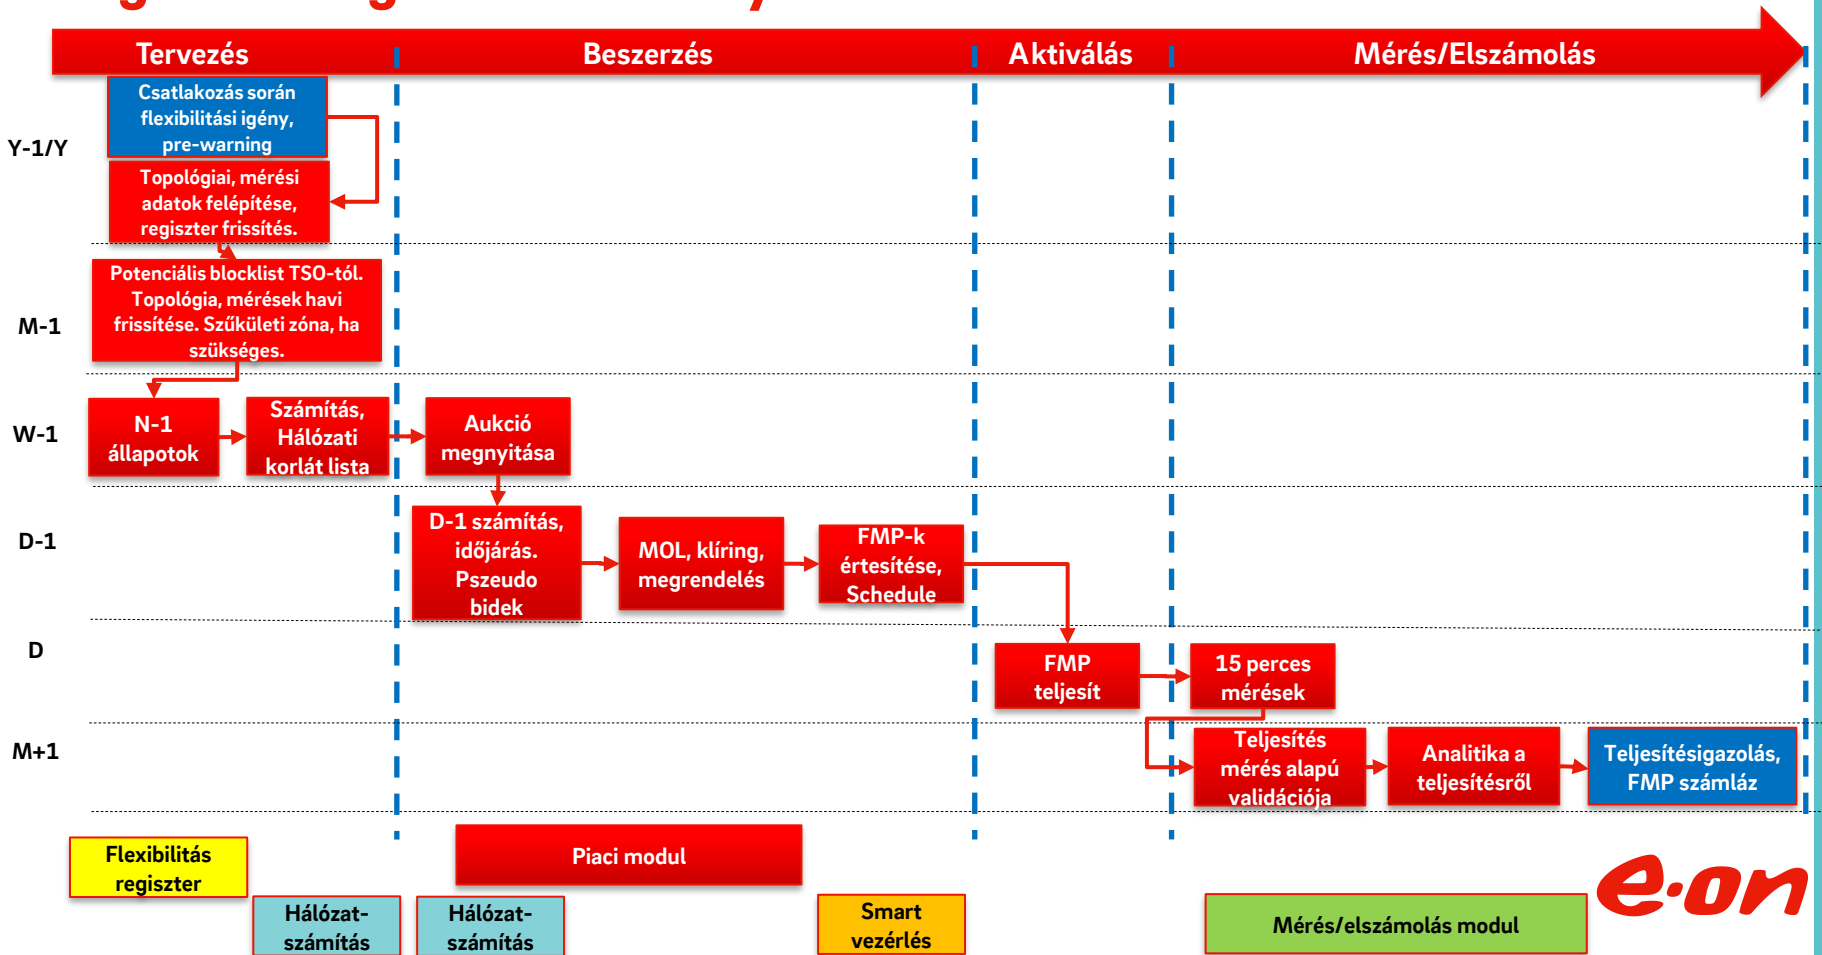 Tervezés
Beszerzés
Aktiválás
Mérés/Elszámolás
Y-1/Y
Csatlakozás során
flexibilitási igény,
pre-warning
Topológiai, mérési
adatok felépítése,
regiszter frissítés.
M-1
Potenciális blocklist TSO-tól.
Topológia, mérések havi
frissítése. Szűkületi zóna, ha
szükséges.
W-1
N-1
állapotok
Számítás,
Hálózati
korlát lista
Aukció
megnyitása
D-1
D-1 számítás,
időjárás.
Pszeudo
bidek
MOL, klíring,
megrendelés
FMP-k
értesítése,
Schedule
D
FMP
teljesít
15 perces
mérések
M+1
Teljesítés
mérés alapú
validációja
Analitika a
teljesítésről
Teljesítésigazolás,
FMP számláz
Flexibilitás
regiszter
Piaci modul
Hálózat-
számítás
Hálózat-
számítás
Smart
vezérlés
Mérés/elszámolás modul
e·on